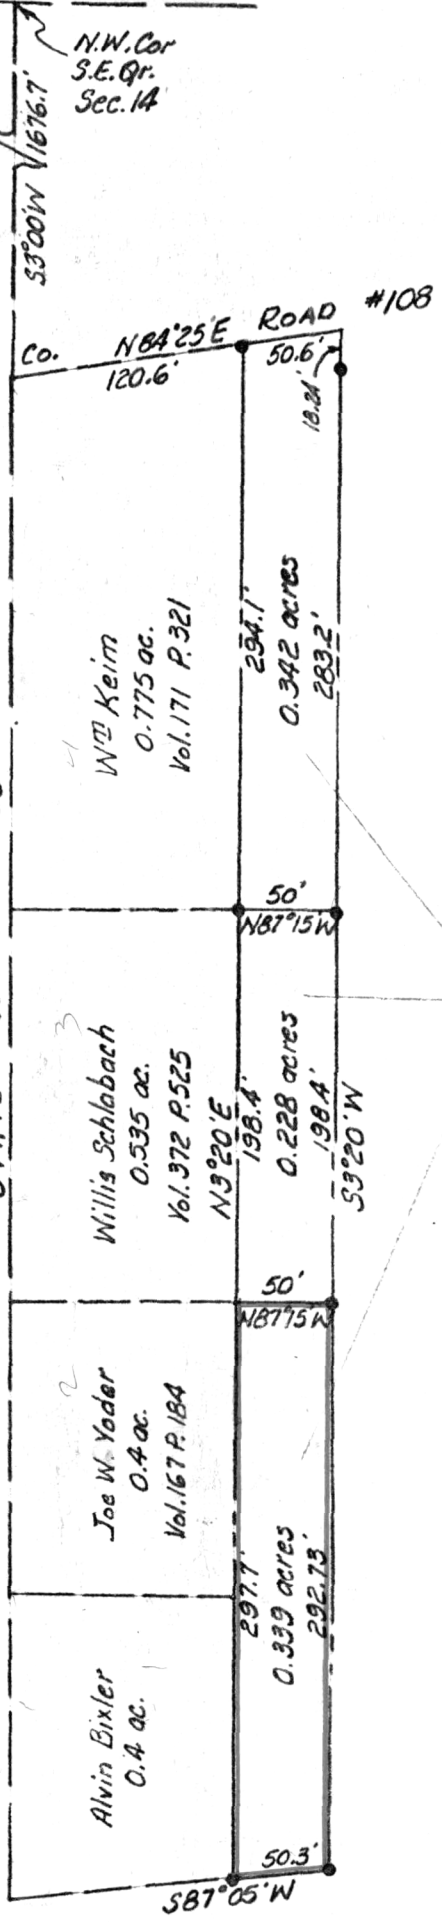 N.W. Cor
S.E. Qr.
Sec. 14
S3°00'W 1676.7'
Co.
N84°25'E
ROAD
#108
120.6'
50.6'
18.24'
Wm Keim
0.775 ac.
Vol.171 P.321
294.1'
0.342 acres
283.2'
50'
N87°15'W
Willis Schlabach
0.535 ac.
Vol.372 P.525
N3°20'E
198.4'
0.228 acres
198.4'
S3°20'W
3
50'
N87°15'W
Joe W. Yoder
0.4 ac.
Vol.167 P.184
2
297.7'
0.339 acres
292.73'
Alvin Bixler
0.4 ac.
1
50.3'
S87°05'W